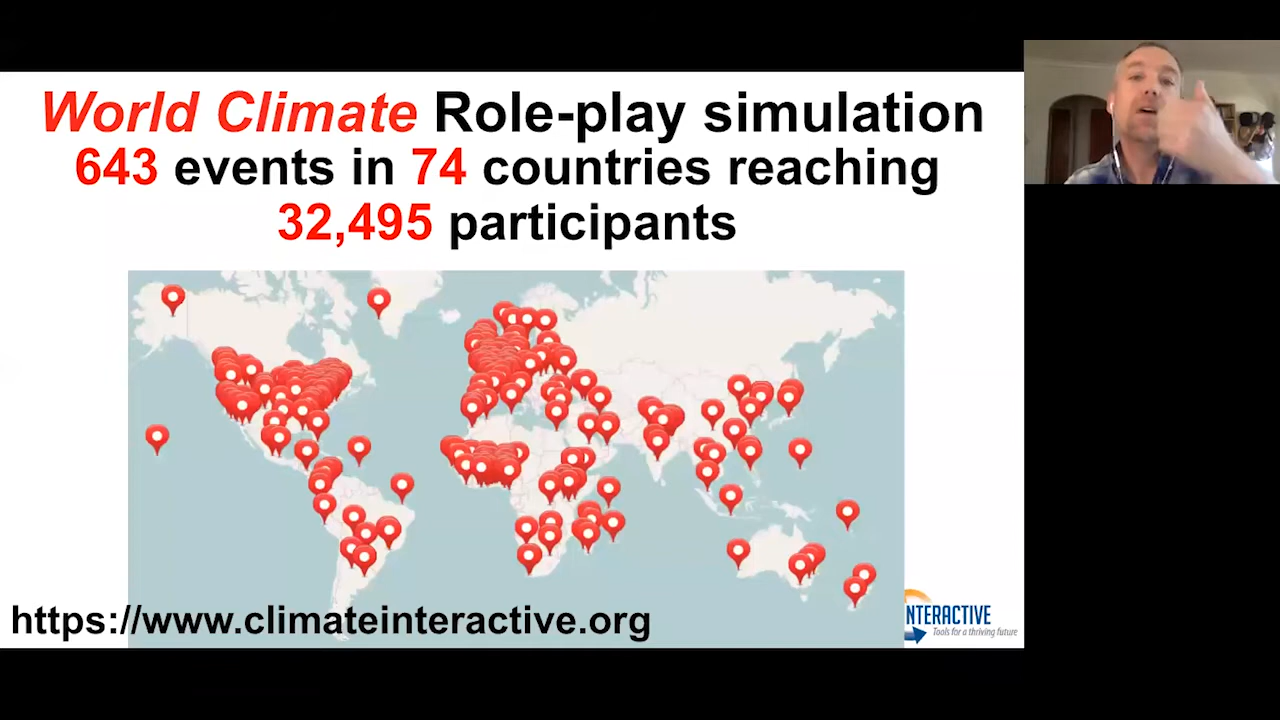 World Climate Role-play simulation
643 events in 74 countries reaching
32,495 participants
https://www.climateinteractive.org
INTERACTIVE
Tools for a thriving future